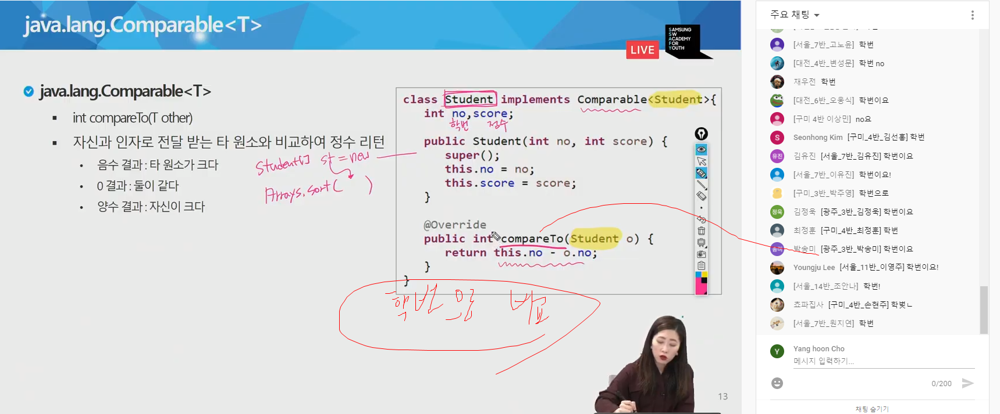 java.lang.Comparable<T>
LIVE
SAMSUNG
SW
ACADEMY
FOR
YOUTH
java.lang.Comparable<T>
int compareTo(T other)
자신과 인자로 전달 받는 타 원소와 비교하여 정수 리턴
음수 결과 : 타 원소가 크다
0 결과 : 둘이 같다
양수 결과 : 자신이 크다
Student[] st = new
Arrays.sort( )
class Student implements Comparable<Student>{
int no,score;
학번 점수
public Student(int no, int score) {
super();
this.no = no;
this.score = score;
}
@Override
public int compareTo(Student o) {
return this.no - o.no;
}
}
학번으로 비교
13
주요 채팅
[서울_7반_고노윤] 학번
[대전_4반_변성문] 학번 no
재우전 학번
[대전_6반_오웅식] 학번이요
[구미 4반 이상민] no요
S
Seonhong Kim [구미_4반_김선홍] 학번
유진
김유진 [서울_7반_김유진] 학번이요
[서울_7반_이유진] 학번이요!
[구미_3반_박주영] 학번으로
정욱
김정욱 [광주_3반_김정욱] 학번이요
최정훈 [구미_4반_최정훈] 학번
송미
박송미 [광주_3반_박송미] 학번이요
Youngju Lee [서울_11반_이영주] 학번이요!
[서울_14반_조안나] 학번!
쵸파집사 [구미_4반_손현주] 학벚ㄴ
[서울_7반_원지연] 학번
Y
Yang hoon Cho
메시지 입력하기...
0/200
채팅 숨기기